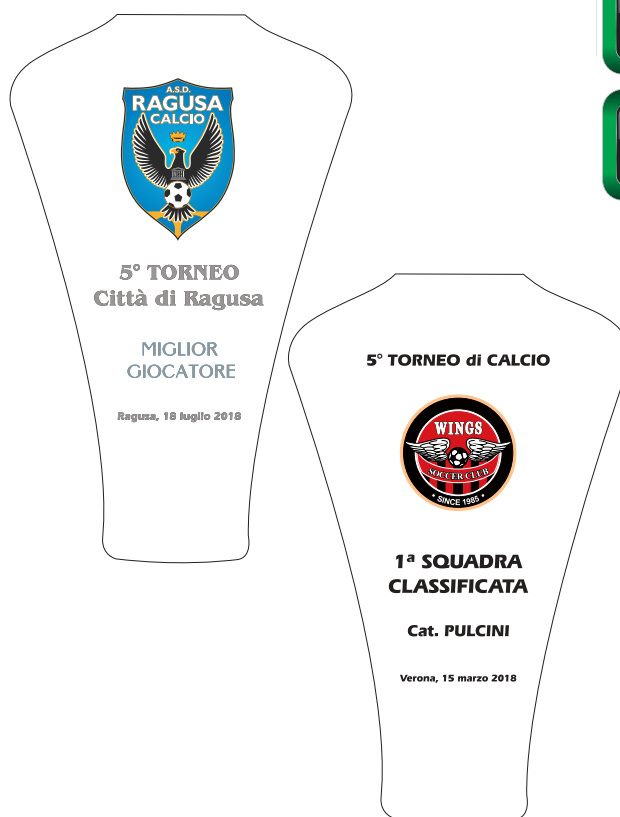 A.S.D.
RAGUSA
CALCIO
5° TORNEO
Città di Ragusa
MIGLIOR
GIOCATORE
Ragusa, 18 luglio 2018
5° TORNEO di CALCIO
WINGS
SOCCER CLUB
• SINCE 1985 •
1ª SQUADRA
CLASSIFICATA
Cat. PULCINI
Verona, 15 marzo 2018